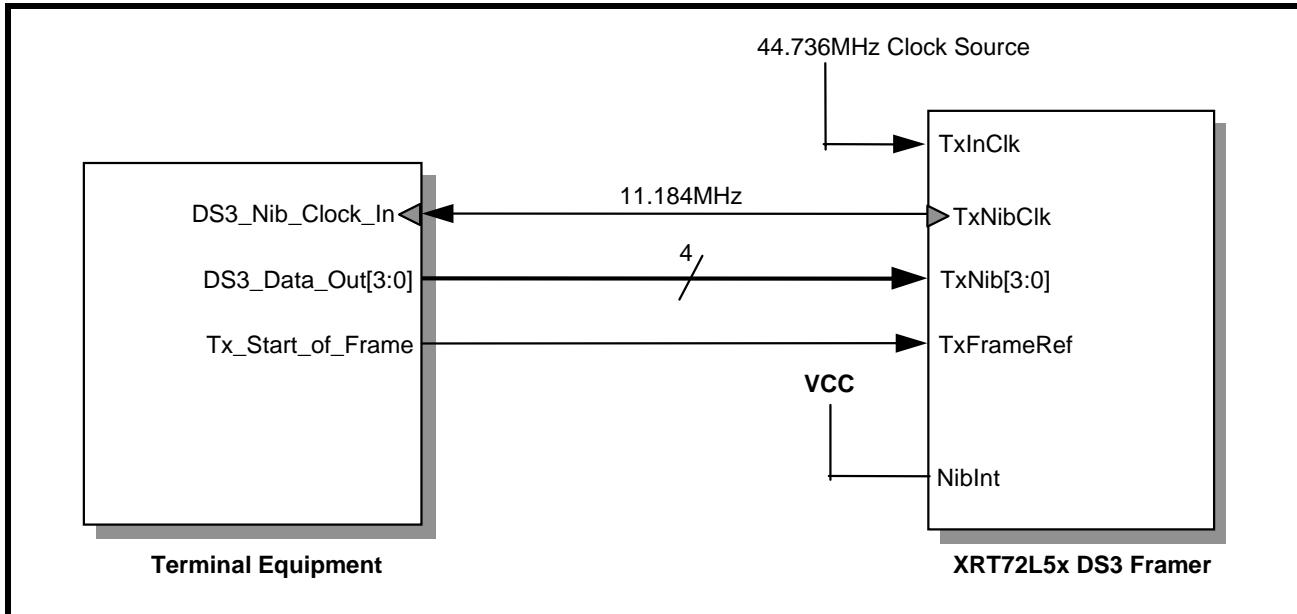 44.736MHz Clock Source
TxInClk
11.184MHz
DS3_Nib_Clock_In
TxNibClk
4
DS3_Data_Out[3:0]
TxNib[3:0]
Tx_Start_of_Frame
TxFrameRef
VCC
NibInt
Terminal Equipment
XRT72L5x DS3 Framer